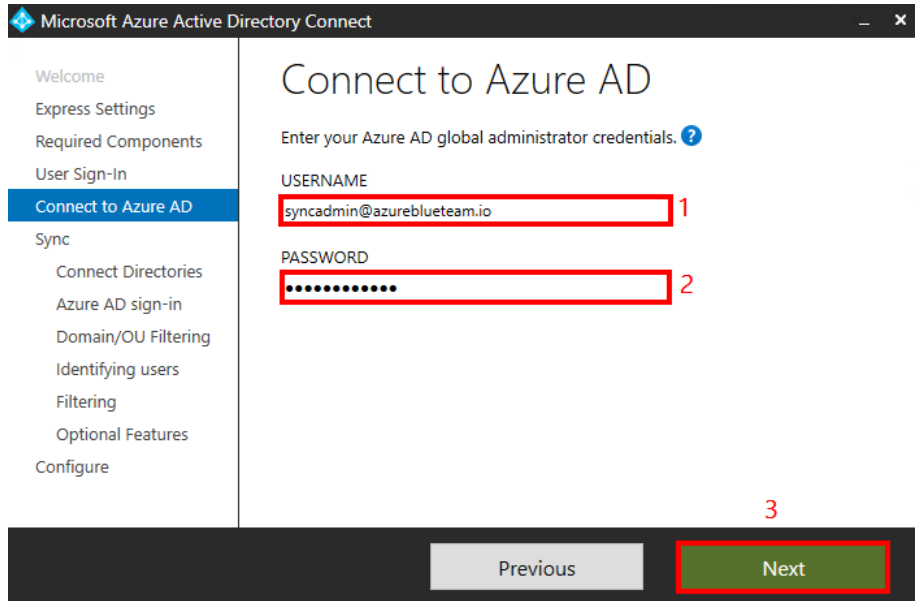 Microsoft Azure Active Directory Connect
Welcome
Express Settings
Required Components
User Sign-In
Connect to Azure AD
Sync
Connect Directories
Azure AD sign-in
Domain/OU Filtering
Identifying users
Filtering
Optional Features
Configure
Connect to Azure AD
Enter your Azure AD global administrator credentials. ?
USERNAME
syncadmin@azureblueteam.io 1
PASSWORD
•••••••••••• 2
3
Previous Next